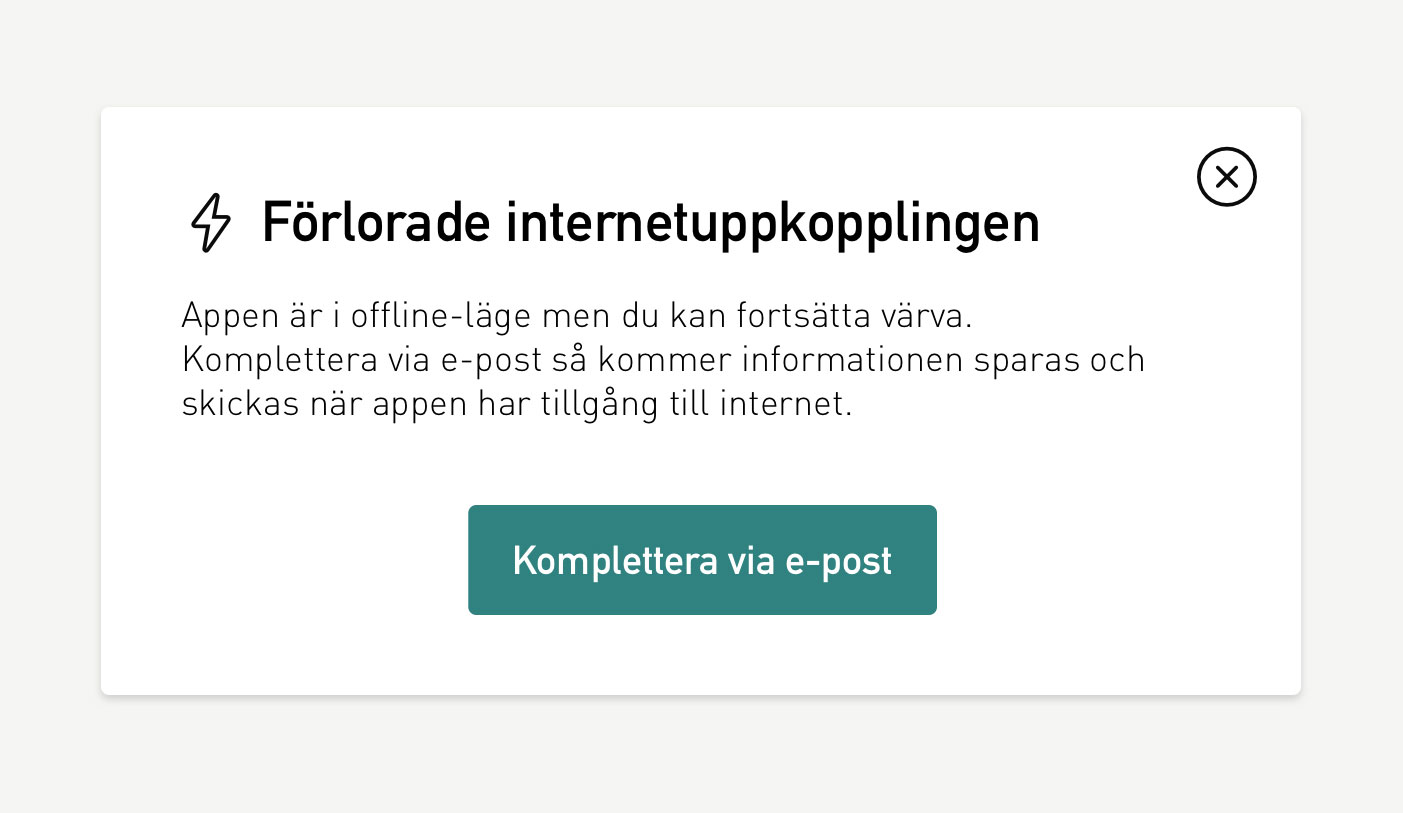 Förlorade internetuppkopplingen
Appen är i offline-läge men du kan fortsätta värva.
Komplettera via e-post så kommer informationen sparas och
skickas när appen har tillgång till internet.
Komplettera via e-post